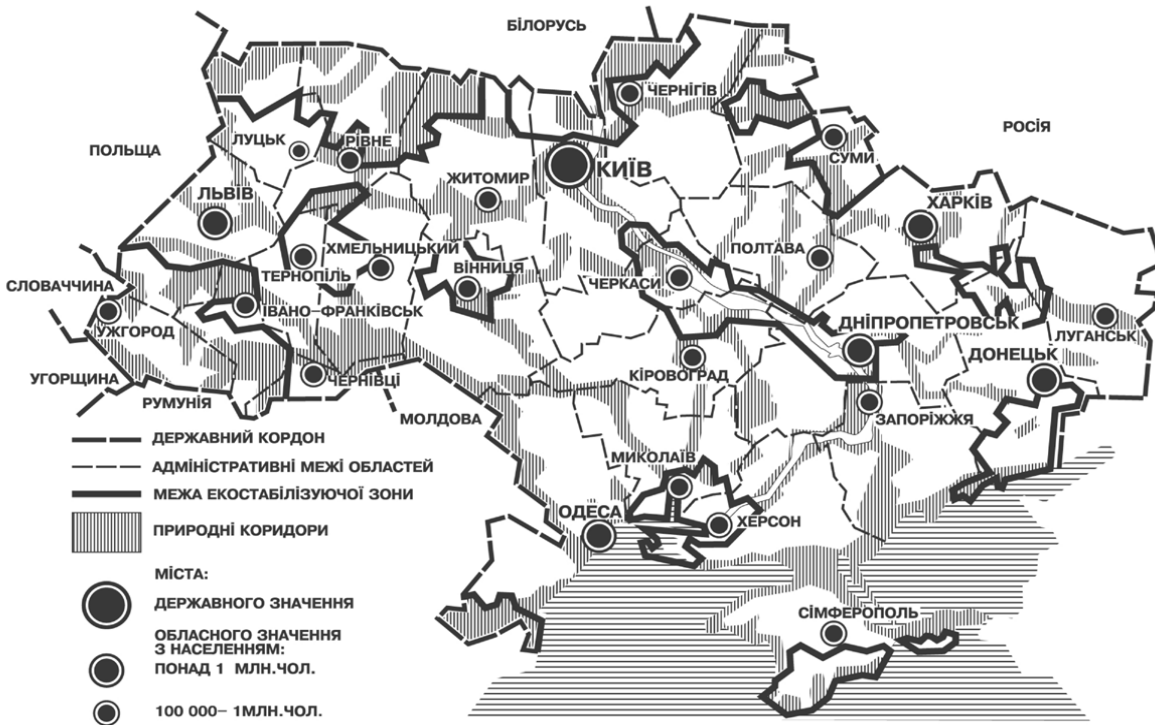 БІЛОРУСЬ
ЧЕРНІГІВ
РОСІЯ
ЛУЦЬК
РІВНЕ
ПОЛЬЩА
СУМИ
КИЇВ
ЖИТОМИР
ЛЬВІВ
ХАРКІВ
ХМЕЛЬНИЦЬКИЙ
ПОЛТАВА
ВІННИЦЯ
ТЕРНОПІЛЬ
ЧЕРКАСИ
СЛОВАЧЧИНА
ІВАНО–ФРАНКІВСЬК
ДНІПРОПЕТРОВСЬК
УЖГОРОД
ЛУГАНСЬК
ДОНЕЦЬК
УГОРЩИНА
ЧЕРНІВЦІ
КІРОВОГРАД
РУМУНІЯ
МОЛДОВА
ЗАПОРІЖЖЯ
МИКОЛАЇВ
ОДЕСА
ХЕРСОН
СІМФЕРОПОЛЬ
ДЕРЖАВНИЙ КОРДОН
АДМІНІСТРАТИВНІ МЕЖІ ОБЛАСТЕЙ
МЕЖА ЕКОСТАБІЛІЗУЮЧОЇ ЗОНИ
ПРИРОДНІ КОРИДОРИ
МІСТА:
ДЕРЖАВНОГО ЗНАЧЕННЯ
ОБЛАСНОГО ЗНАЧЕННЯ
З НАСЕЛЕННЯМ:
ПОНАД 1 МЛН.ЧОЛ.
100 000– 1МЛН.ЧОЛ.